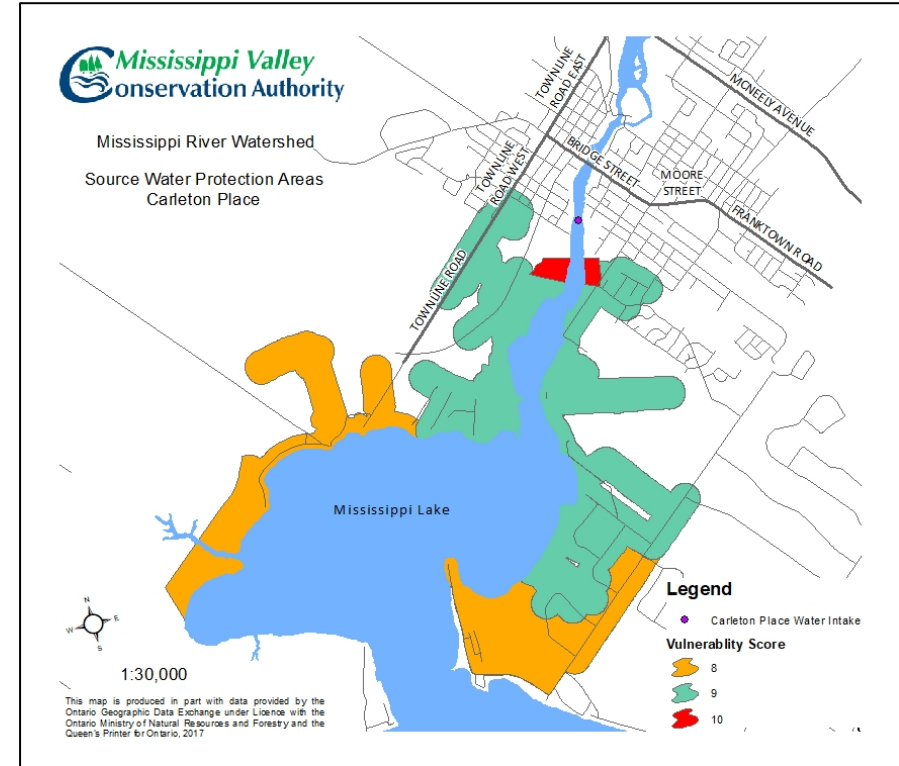 Mississippi Valley
Conservation Authority
Mississippi River Watershed
Source Water Protection Areas
Carleton Place
TOWNLINE
ROAD EAST
MCNEELY AVENUE
TOWNLINE
ROAD WEST
BRIDGE STREET
MOORE
STREET
FRANKTOWN ROAD
TOWNLINE ROAD
Mississippi Lake
N
W
E
S
1:30,000
This map is produced in part with data provided by the
Ontario Geographic Data Exchange under Licence with the
Ontario Ministry of Natural Resources and Forestry and the
Queen's Printer for Ontario, 2017
Legend
Carleton Place Water Intake
Vulnerablity Score
8
9
10